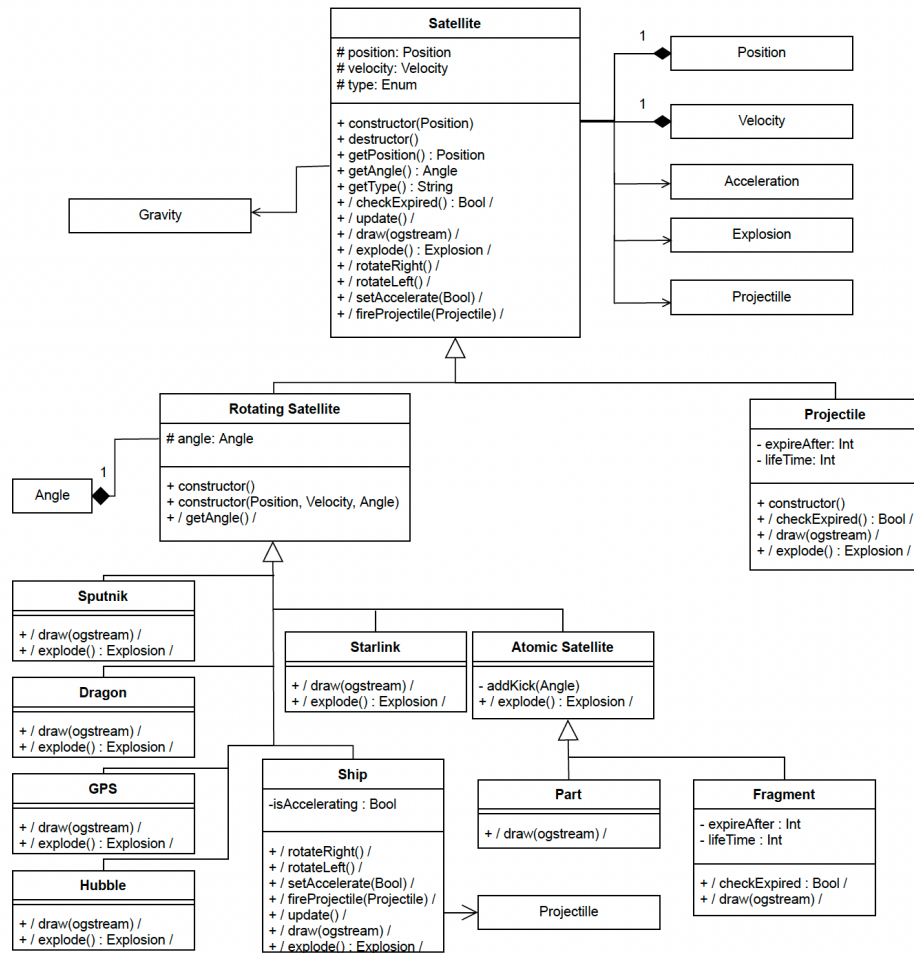 Satellite
# position: Position
# velocity: Velocity
# type: Enum
+ constructor(Position)
+ destructor()
+ getPosition() : Position
+ getAngle() : Angle
+ getType() : String
+ / checkExpired() : Bool /
+ / update() /
+ / draw(ogstream) /
+ / explode() : Explosion /
+ / rotateRight() /
+ / rotateLeft() /
+ / setAccelerate(Bool) /
+ / fireProjectile(Projectile) /
1
Position
1
Velocity
Acceleration
Explosion
Projectille
Gravity
Rotating Satellite
# angle: Angle
+ constructor()
+ constructor(Position, Velocity, Angle)
+ / getAngle() /
1
Angle
Projectile
- expireAfter: Int
- lifeTime: Int
+ constructor()
+ / checkExpired() : Bool /
+ / draw(ogstream) /
+ / explode() : Explosion /
Sputnik
+ / draw(ogstream) /
+ / explode() : Explosion /
Dragon
+ / draw(ogstream) /
+ / explode() : Explosion /
GPS
+ / draw(ogstream) /
+ / explode() : Explosion /
Hubble
+ / draw(ogstream) /
+ / explode() : Explosion /
Starlink
+ / draw(ogstream) /
+ / explode() : Explosion /
Atomic Satellite
- addKick(Angle)
+ / explode() : Explosion /
Ship
-isAccelerating : Bool
+ / rotateRight() /
+ / rotateLeft() /
+ / setAccelerate(Bool) /
+ / fireProjectile(Projectile) /
+ / update() /
+ / draw(ogstream) /
+ / explode() : Explosion /
Part
+ / draw(ogstream) /
Fragment
- expireAfter : Int
- lifeTime : Int
+ / checkExpired : Bool /
+ / draw(ogstream) /
Projectille